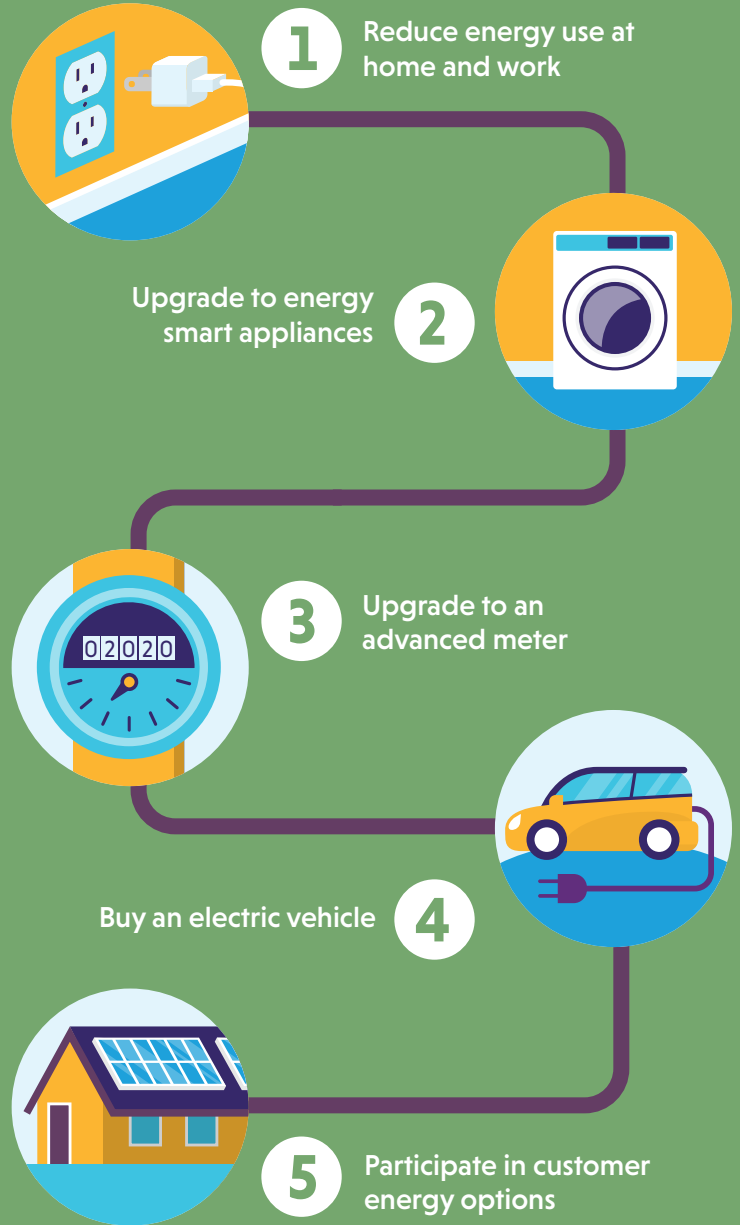 1
Reduce energy use at
home and work
Upgrade to energy
smart appliances
2
02020
3
Upgrade to an
advanced meter
Buy an electric vehicle
4
5
Participate in customer
energy options